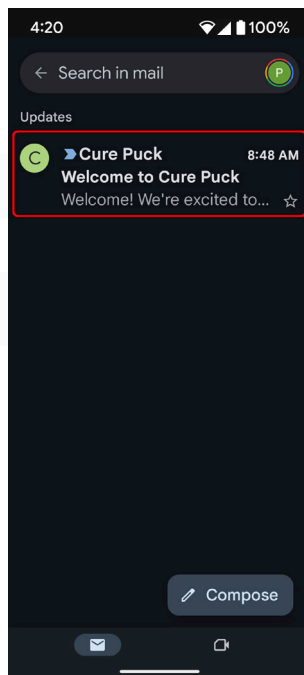 4:20 100%
Search in mail P
Updates
C Cure Puck 8:48 AM
Welcome to Cure Puck
Welcome! We're excited to...
Compose